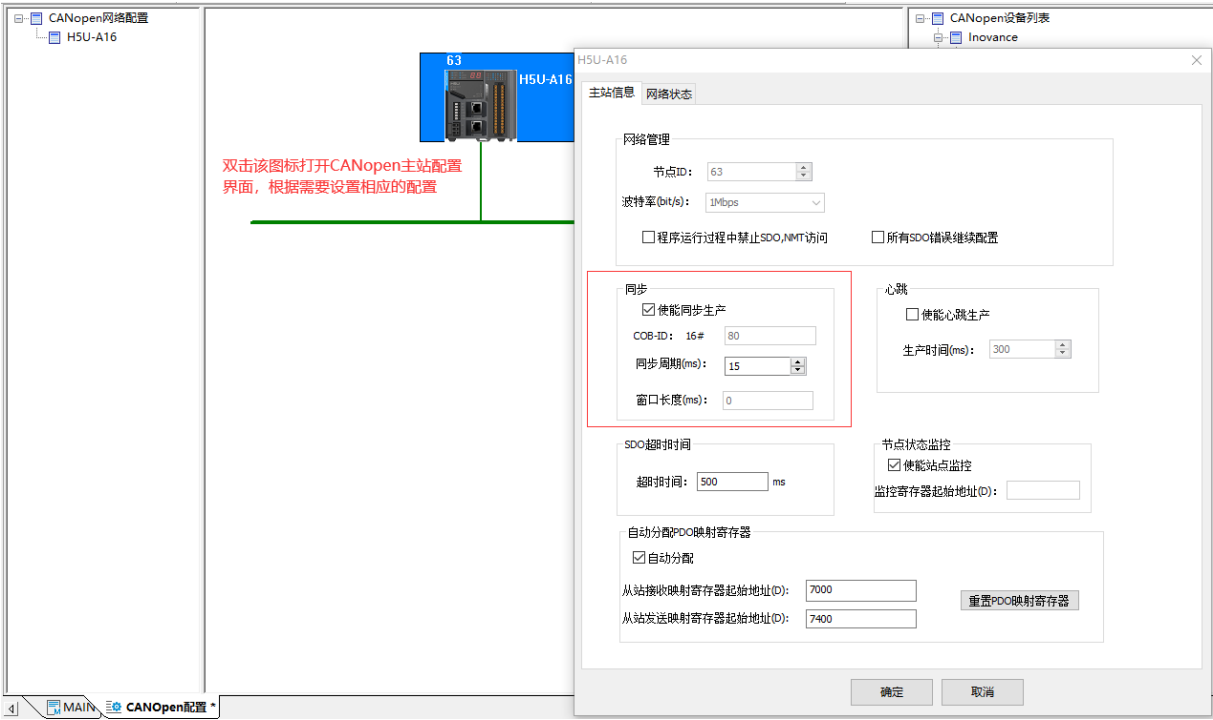 CANopen网络配置
H5U-A16
63
H5U-A16
双击该图标打开CANopen主站配置
界面，根据需要设置相应的配置
CANopen设备列表
Inovance
H5U-A16
主站信息
网络状态
网络管理
节点ID：
63
波特率(bit/s)：
1Mbps
程序运行过程中禁止SDO,NMT访问
所有SDO错误继续配置
同步
使能同步生产
COB-ID： 16#
80
同步周期(ms)：
15
窗口长度(ms)：
0
心跳
使能心跳生产
生产时间(ms)：
300
SDO超时时间
超时时间：
500
ms
节点状态监控
使能站点监控
监控寄存器起始地址(D)：
自动分配PDO映射寄存器
自动分配
从站接收映射寄存器起始地址(D):
7000
从站发送映射寄存器起始地址(D):
7400
重置PDO映射寄存器
确定
取消
MAIN
CANOpen配置 *